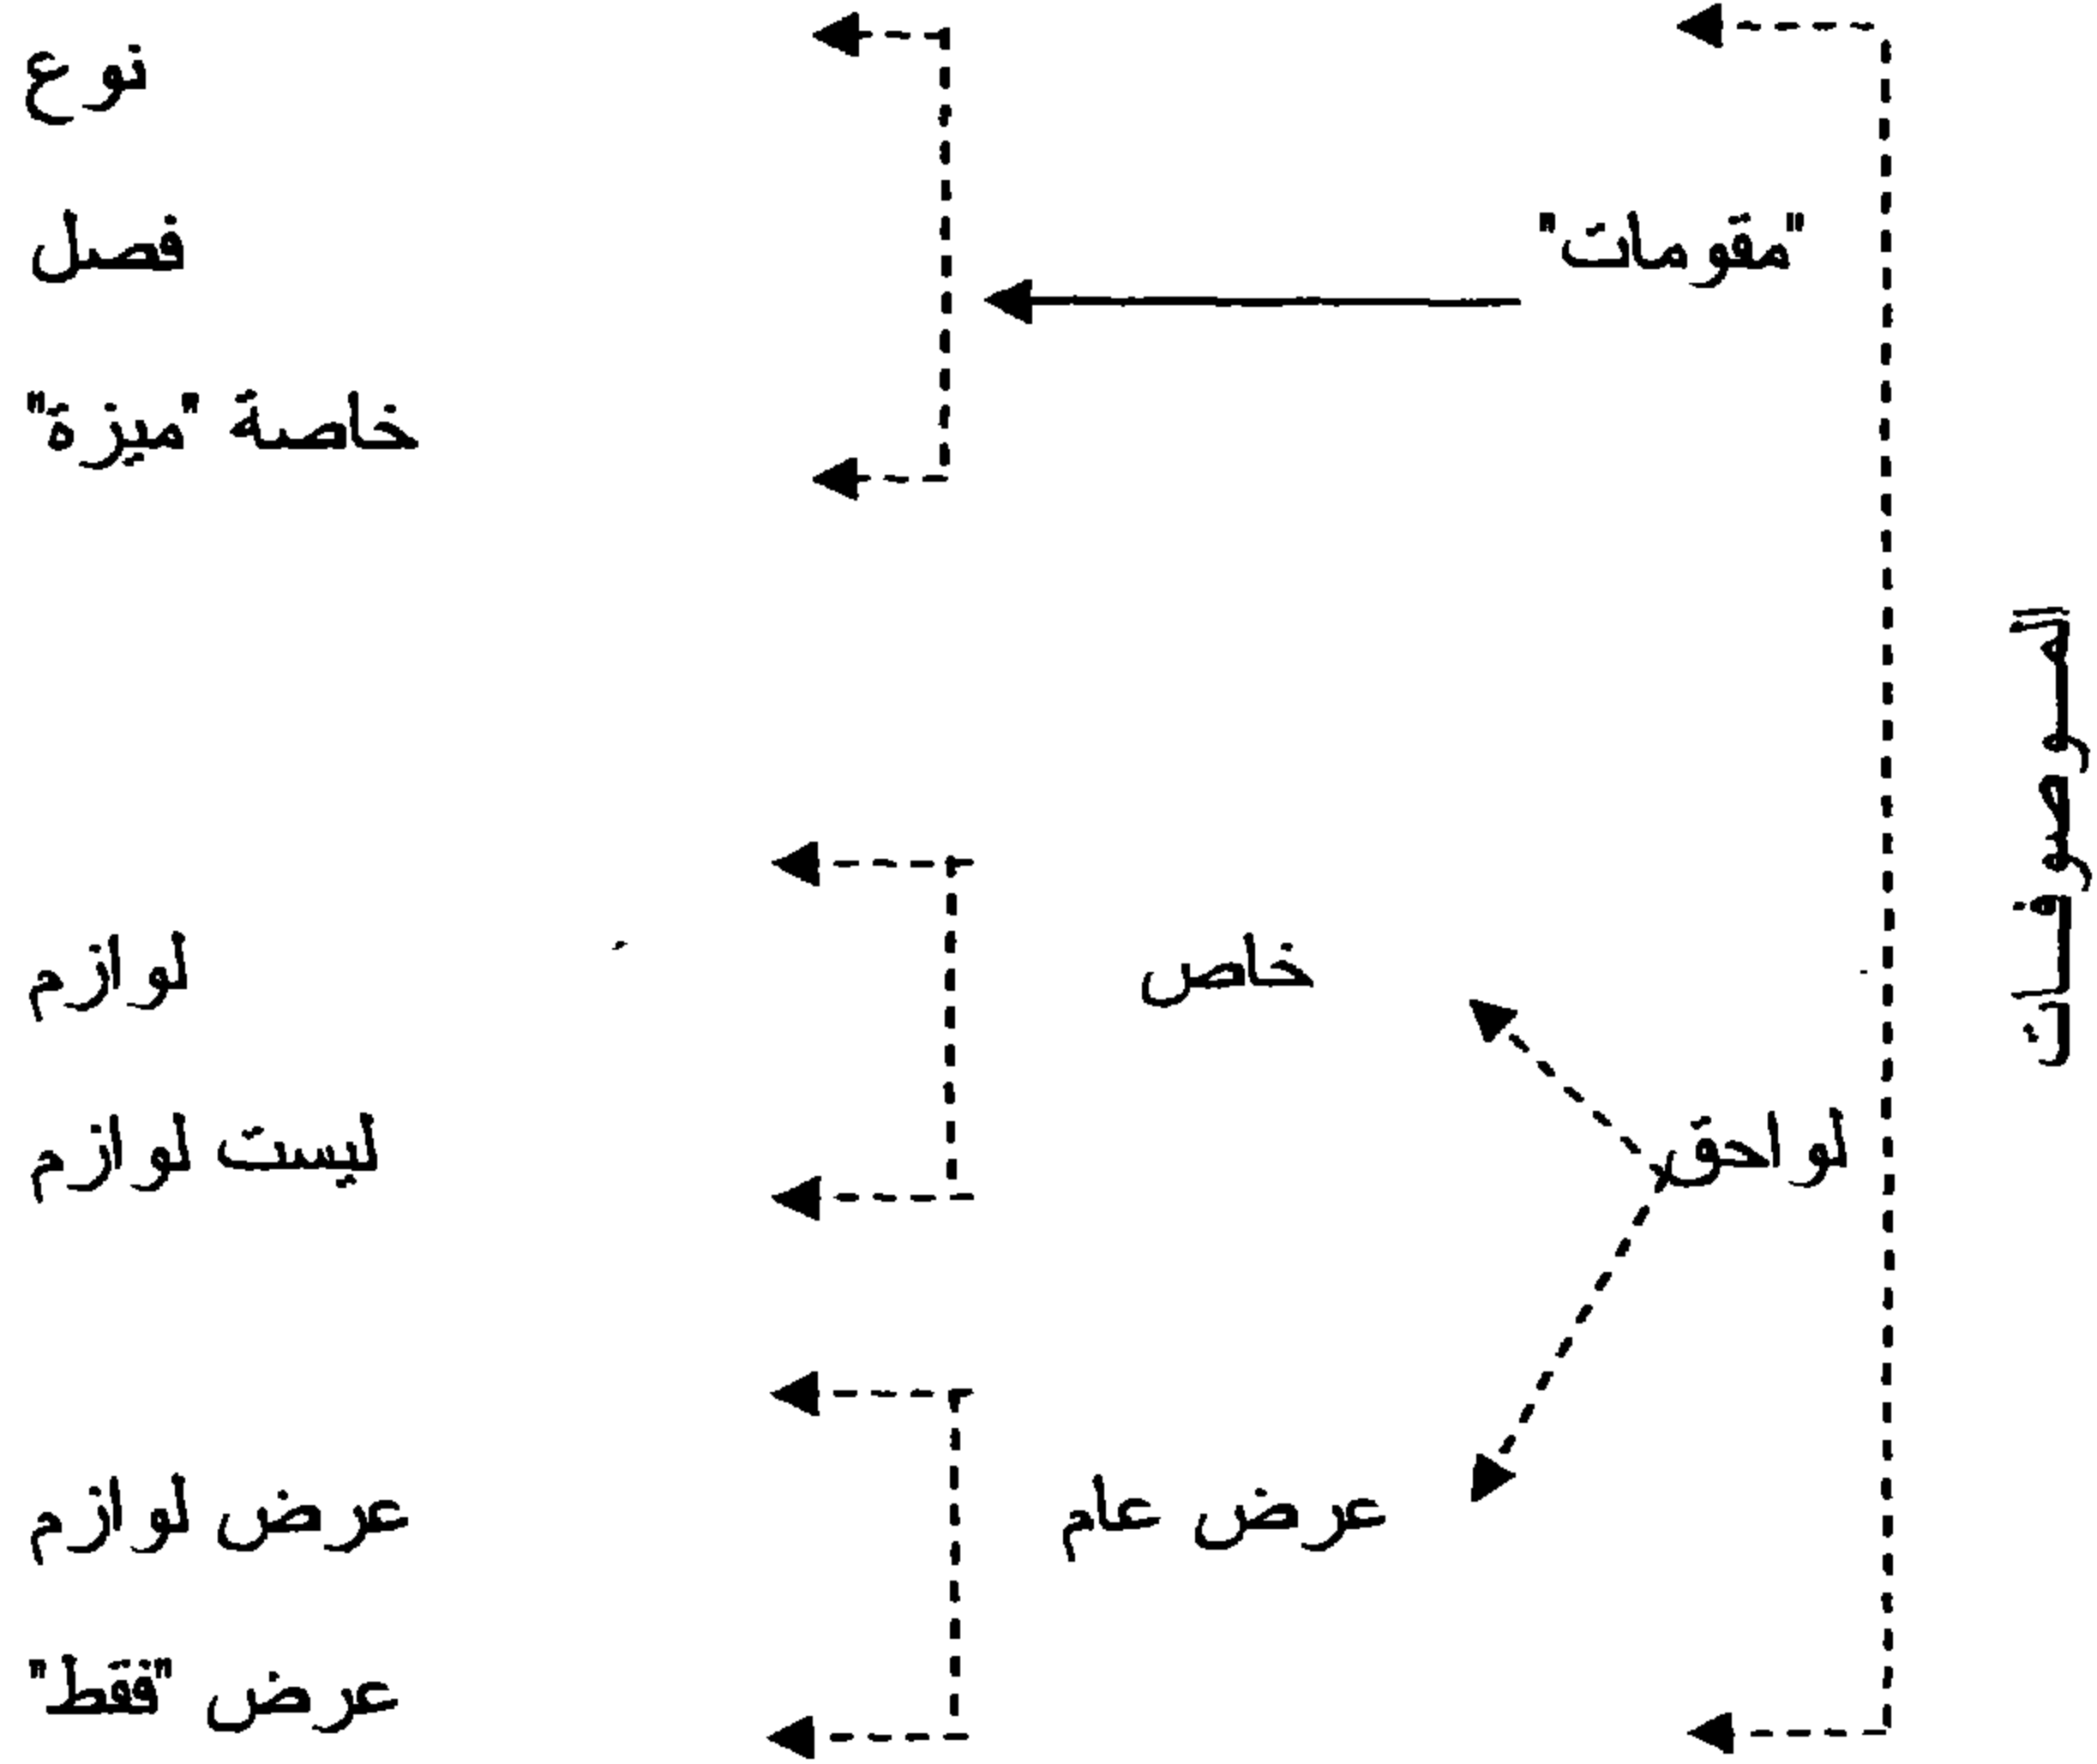 الموصوفات
"مقومات"
نوع
فصل
خاصة "ميزة"
لواحق
خاص
لوازم
ليست لوازم
عرض عام
عرض لوازم
عرض "فقط"